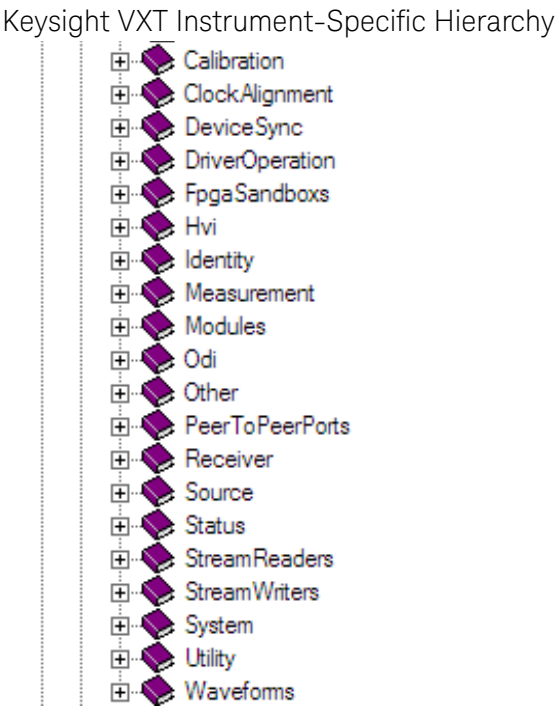 Keysight VXT Instrument-Specific Hierarchy
Calibration
ClockAlignment
DeviceSync
DriverOperation
FpgaSandboxs
Hvi
Identity
Measurement
Modules
Odi
Other
PeerToPeerPorts
Receiver
Source
Status
StreamReaders
StreamWriters
System
Utility
Waveforms